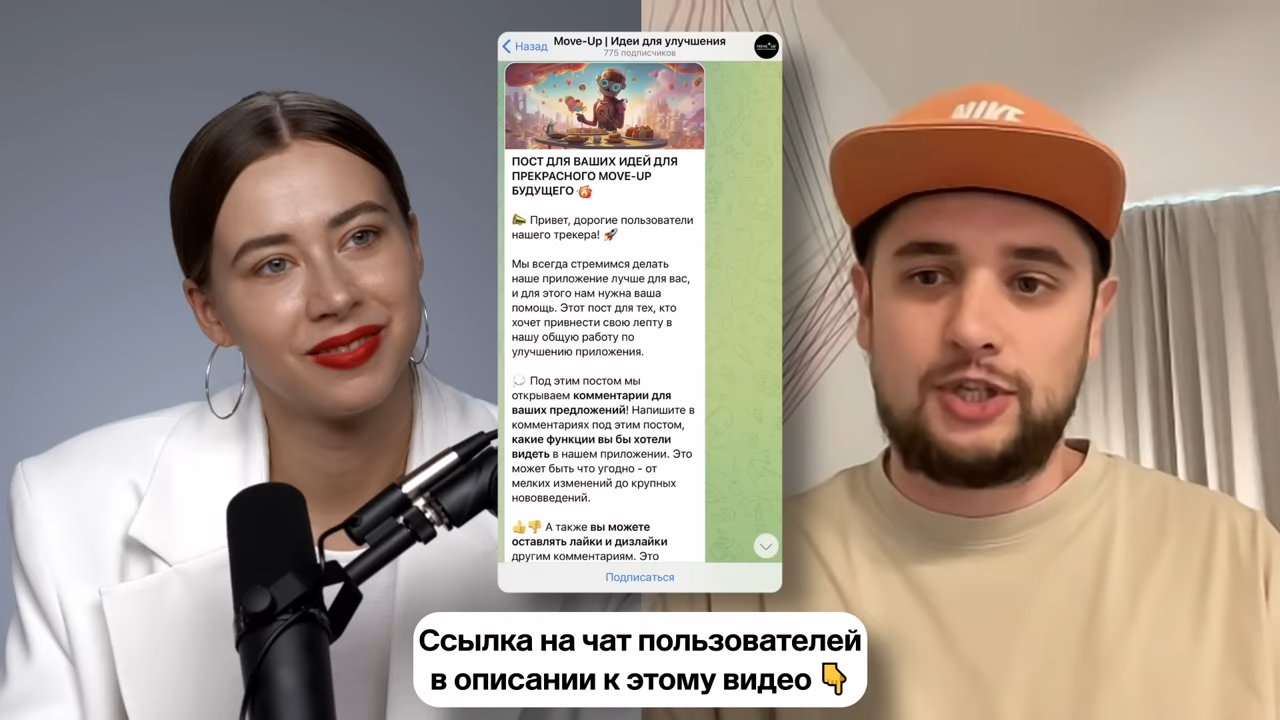 Назад
Move-Up | Идеи для улучшения
775 подписчиков
MOVE UP
ПОСТ ДЛЯ ВАШИХ ИДЕЙ ДЛЯ
ПРЕКРАСНОГО MOVE-UP
БУДУЩЕГО
Привет, дорогие пользователи
нашего трекера!
Мы всегда стремимся делать
наше приложение лучше для вас,
и для этого нам нужна ваша
помощь. Этот пост для тех, кто
хочет привнести свою лепту в
нашу общую работу по
улучшению приложения.
Под этим постом мы
открываем комментарии для
ваших предложений! Напишите в
комментариях под этим постом,
какие функции вы бы хотели
видеть в нашем приложении. Это
может быть что угодно - от
мелких изменений до крупных
нововведений.
А также вы можете
оставлять лайки и дизлайки
другим комментариям. Это
Подписаться
NIKE
Ссылка на чат пользователей
в описании к этому видео